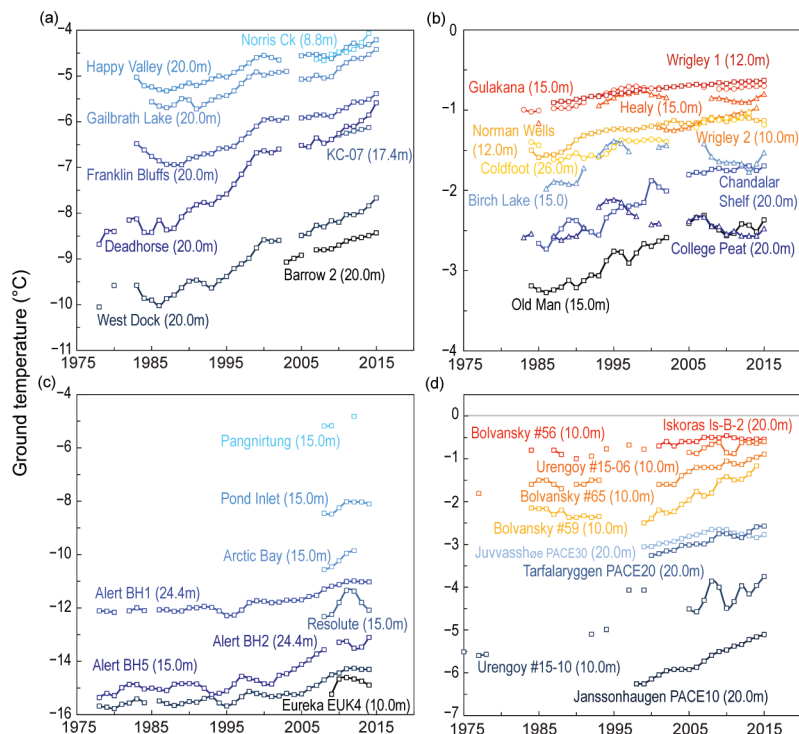 (a)
-4
-5
-6
-7
-8
-9
-10
-11
1975
1985
1995
2005
2015
Norris Ck (8.8m)
Happy Valley (20.0m)
Gailbrath Lake (20.0m)
KC-07 (17.4m)
Franklin Bluffs (20.0m)
Deadhorse (20.0m)
Barrow 2 (20.0m)
West Dock (20.0m)
(b)
0
-1
-2
-3
-4
1975
1985
1995
2005
2015
Wrigley 1 (12.0m)
Gulakana (15.0m)
Healy (15.0m)
Norman Wells
(12.0m)
Wrigley 2 (10.0m)
Coldfoot (26.0m)
Birch Lake (15.0)
Chandalar
Shelf (20.0m)
College Peat (20.0m)
Old Man (15.0m)
Ground temperature (°C)
(c)
-4
-6
-8
-10
-12
-14
-16
1975
1985
1995
2005
2015
Pangnirtung
(15.0m)
Pond Inlet
(15.0m)
Arctic Bay
(15.0m)
Alert BH1 (24.4m)
Resolute
(15.0m)
Alert BH2 (24.4m)
Alert BH5 (15.0m)
Eureka EUK4 (10.0m)
(d)
0
-1
-2
-3
-4
-5
-6
-7
1975
1985
1995
2005
2015
Iskoras Is-B-2 (20.0m)
Bolvansky #56 (10.0m)
Urengoy #15-06 (10.0m)
Bolvansky #65 (10.0m)
Bolvansky #59 (10.0m)
Juvvasshøe PACE30 (20.0m)
Tarfalaryggen PACE20 (20.0m)
Urengoy #15-10 (10.0m)
Janssonhaugen PACE10 (20.0m)